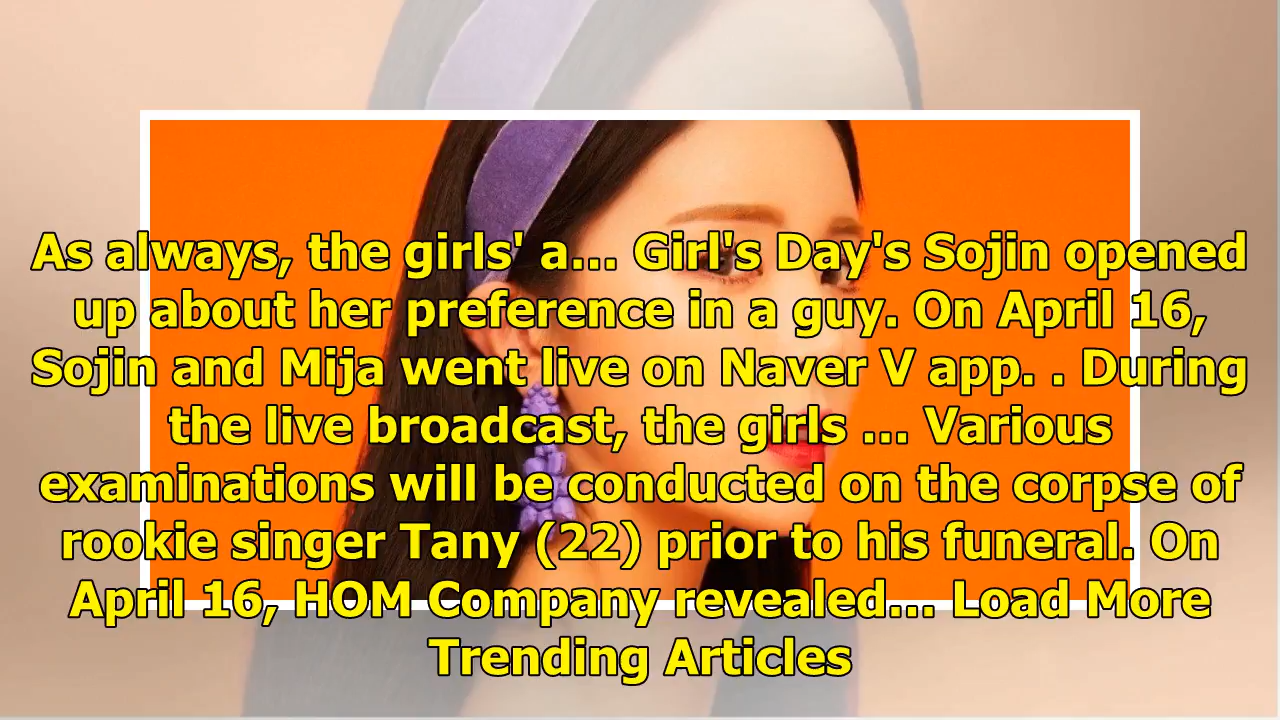 As always, the girls' a... Girl's Day's Sojin opened
up about her preference in a guy. On April 16,
Sojin and Mija went live on Naver V app. . During
the live broadcast, the girls ... Various
examinations will be conducted on the corpse of
rookie singer Tany (22) prior to his funeral. On
April 16, HOM Company revealed... Load More
Trending Articles